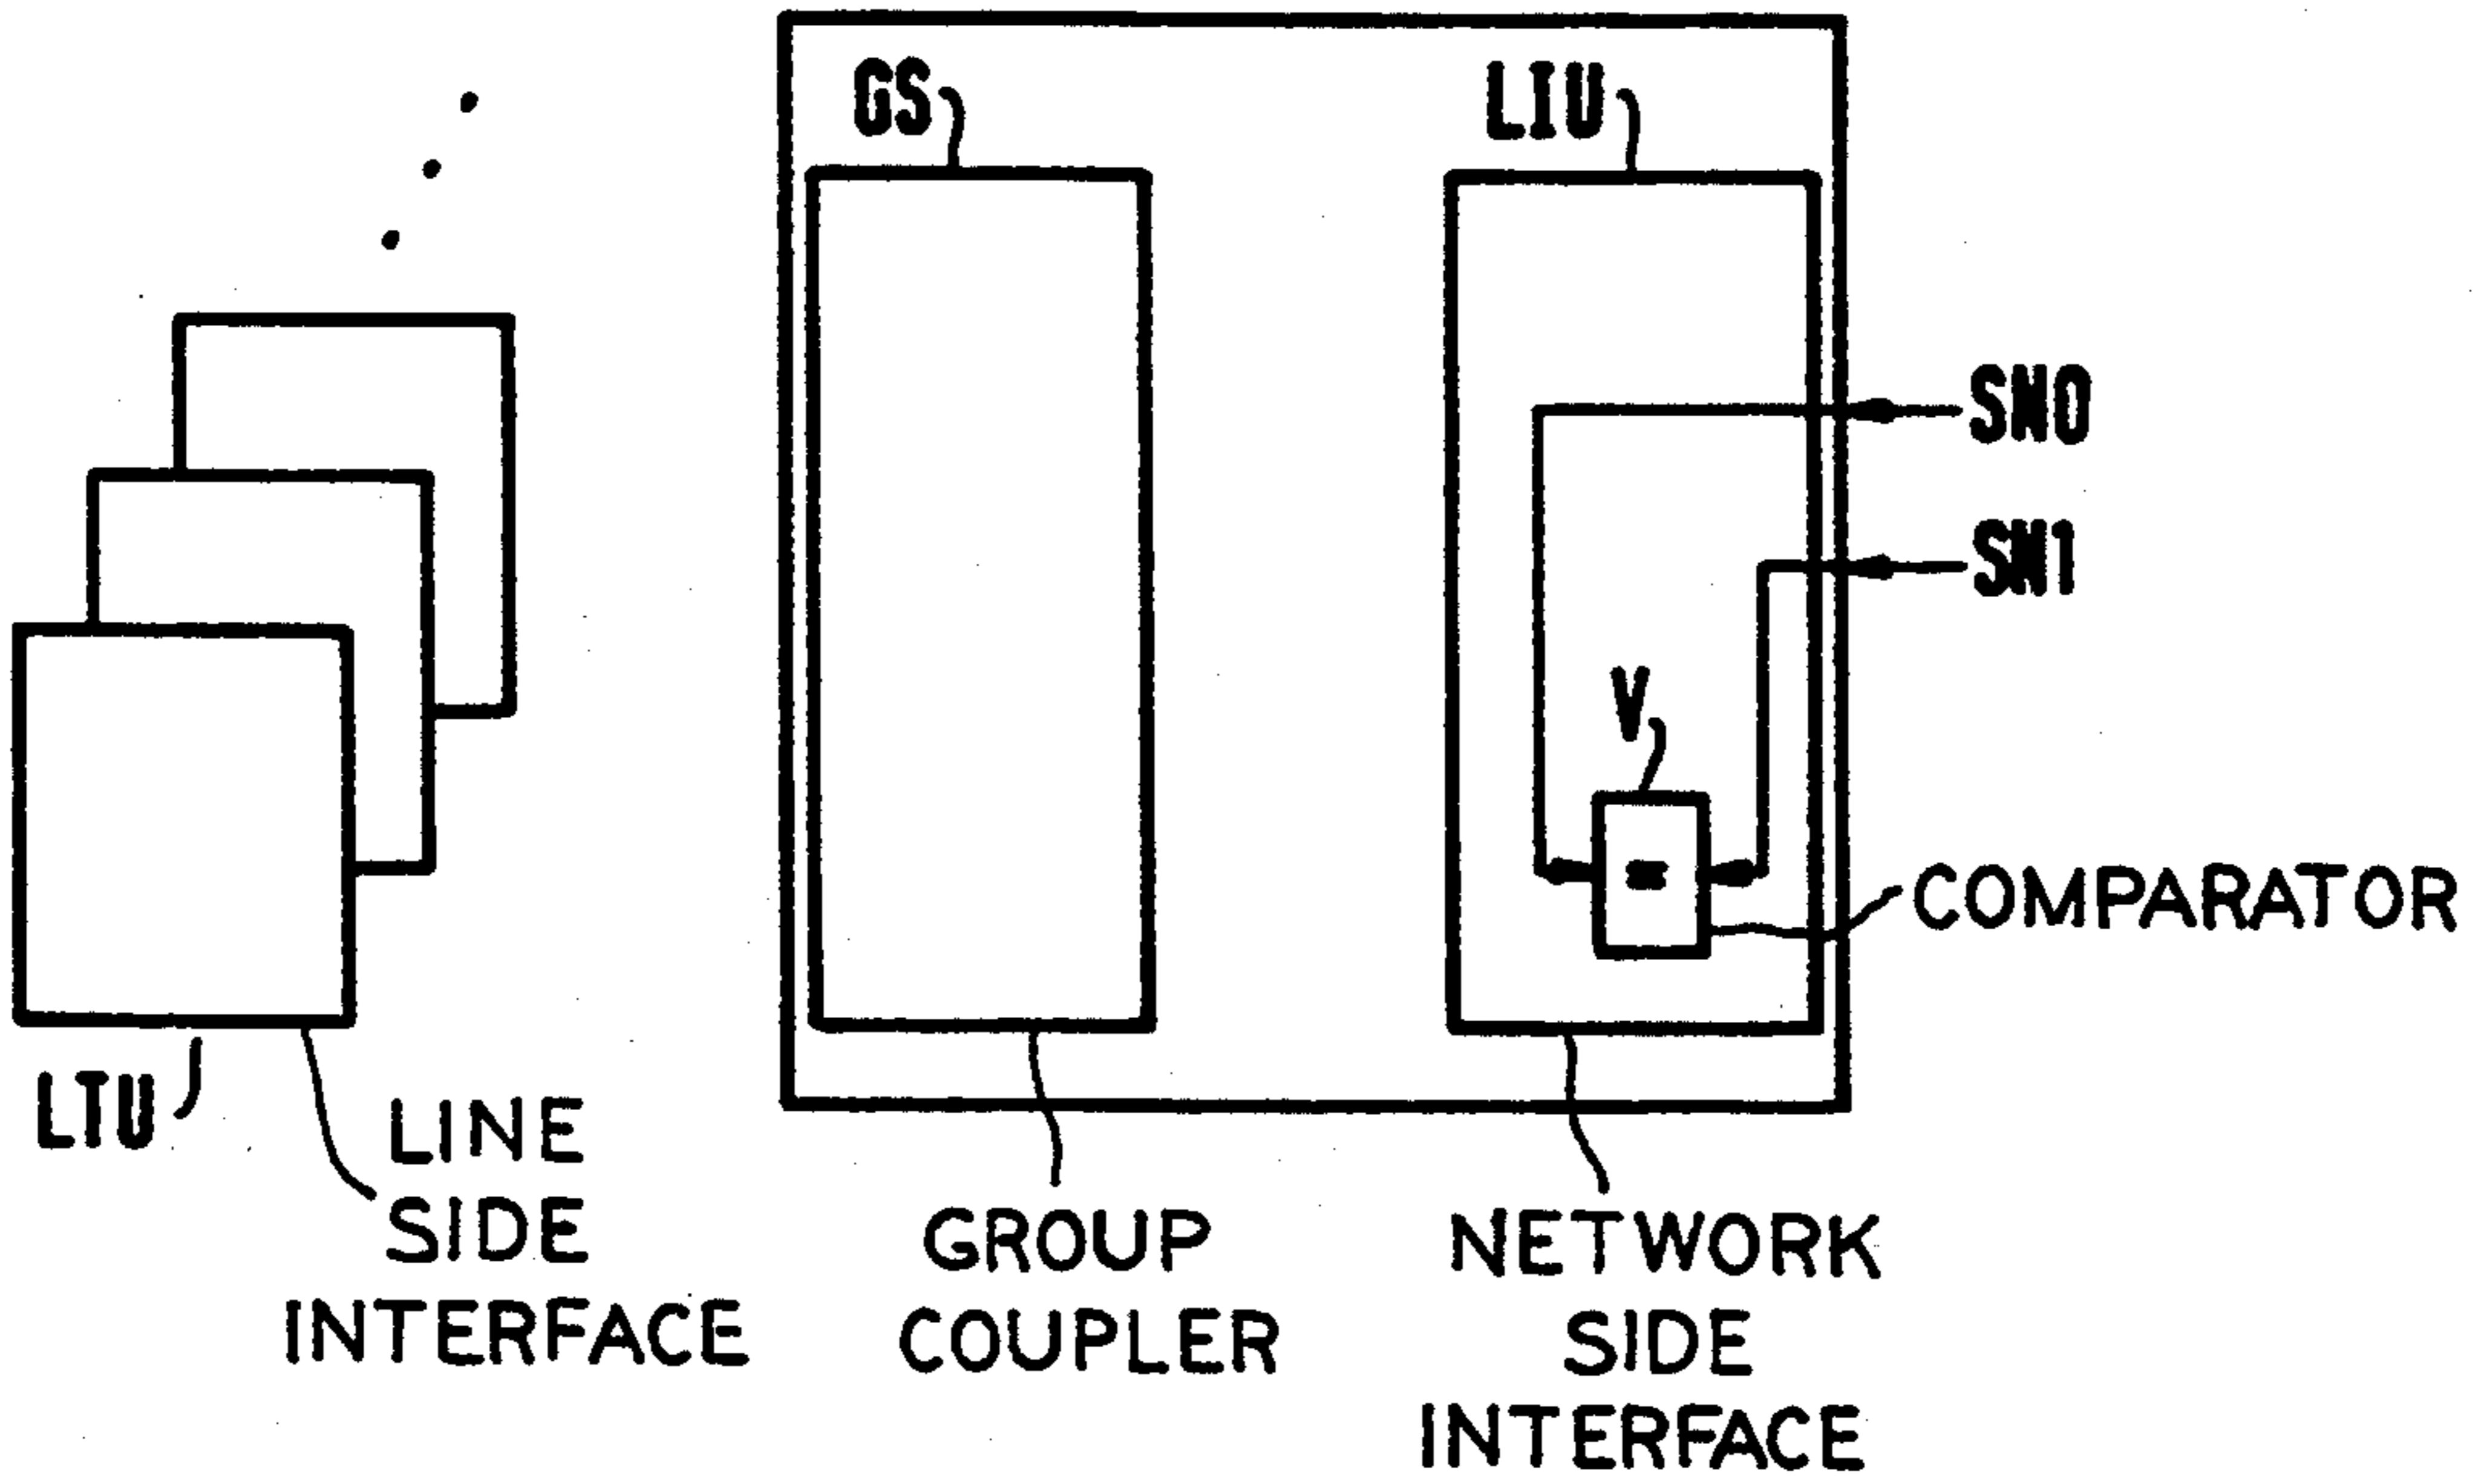 GS
LIU
SN0
SN1
V
=
COMPARATOR
LTU
LINE
SIDE
INTERFACE
GROUP
COUPLER
NETWORK
SIDE
INTERFACE